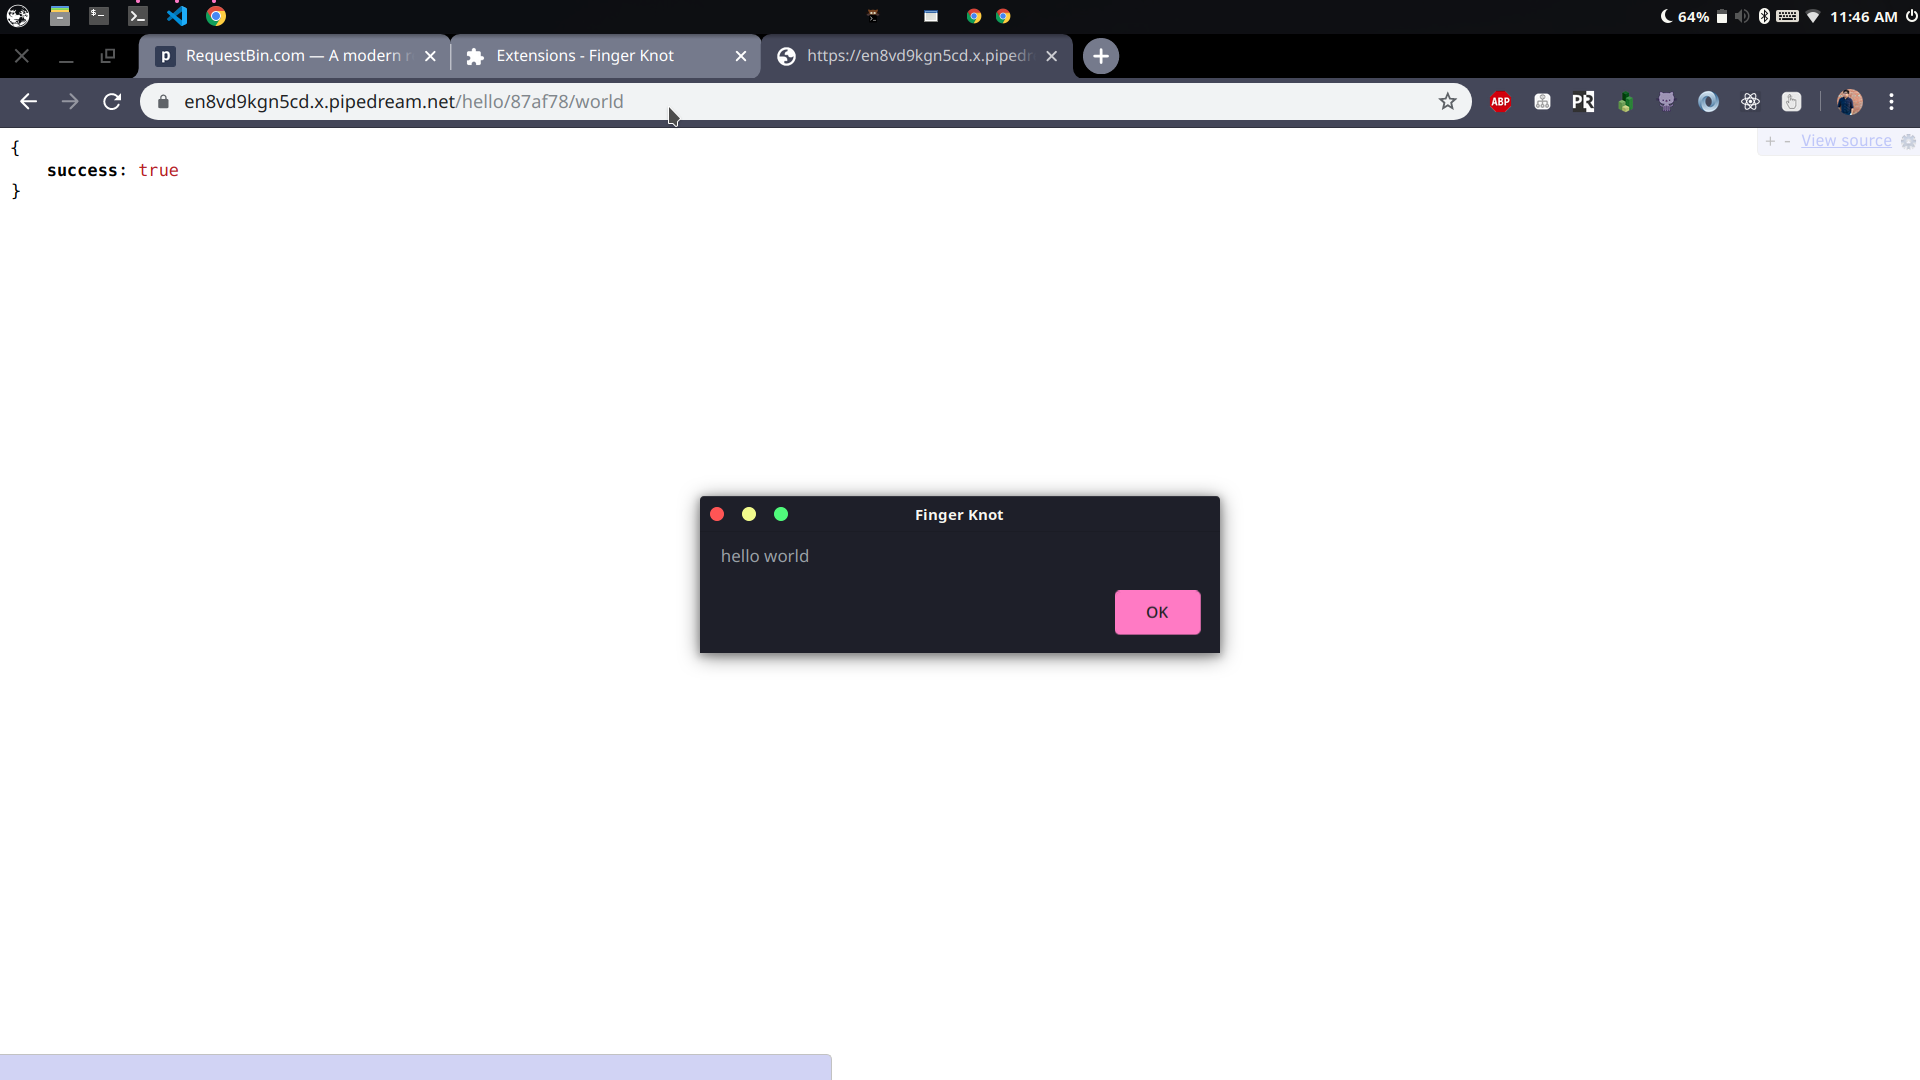 64% 11:46 AM
RequestBin.com — A modern
Extensions - Finger Knot
https://en8vd9kgn5cd.x.pipedr
en8vd9kgn5cd.x.pipedream.net/hello/87af78/world
ABP
PR
{
+ - View source
success: true
}
Finger Knot
hello world
OK